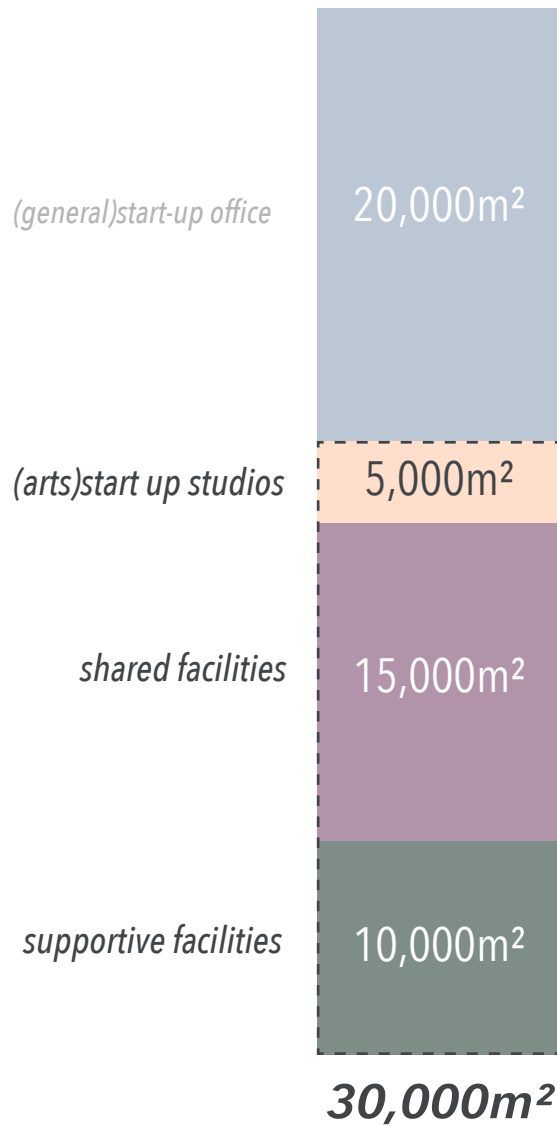 (general)start-up office
20,000m²
(arts)start up studios
5,000m²
shared facilities
15,000m²
supportive facilities
10,000m²
30,000m²